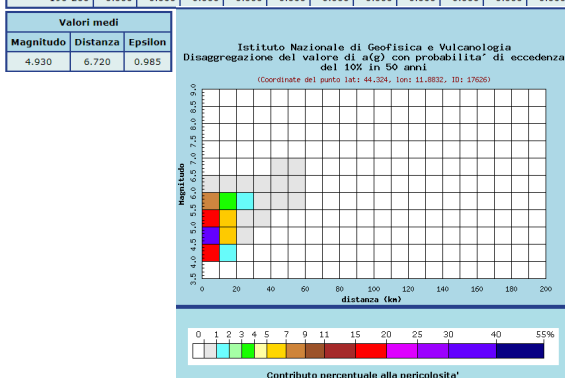 Valori medi
Magnitudo Distanza Epsilon
4.930 6.720 0.985
Istituto Nazionale di Geofisica e Vulcanologia
Disaggregazione del valore di a(g) con probabilita' di eccedenza
del 10% in 50 anni
(Coordinate del punto lat: 44.324, lon: 11.8832, ID: 17626)
Magnitudo
9.0
8.5
8.0
7.5
7.0
6.5
6.0
5.5
5.0
4.5
4.0
3.5
0 20 40 60 80 100 120 140 160 180 200
distanza (km)
0 1 2 3 4 5 7 9 11 15 20 25 30 40 55%
Contributo percentuale alla pericolosita'